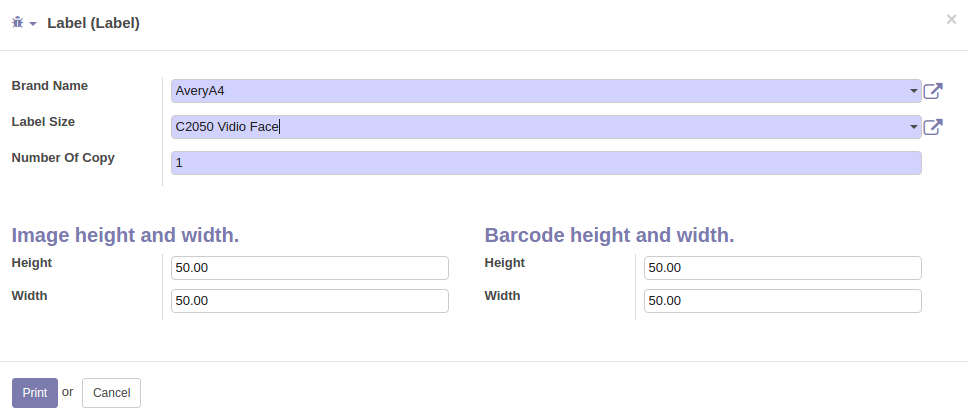 Label (Label)
×
Brand Name
AveryA4
Label Size
C2050 Vidio Face
Number Of Copy
1
Image height and width.
Height
50.00
Width
50.00
Barcode height and width.
Height
50.00
Width
50.00
Print or Cancel